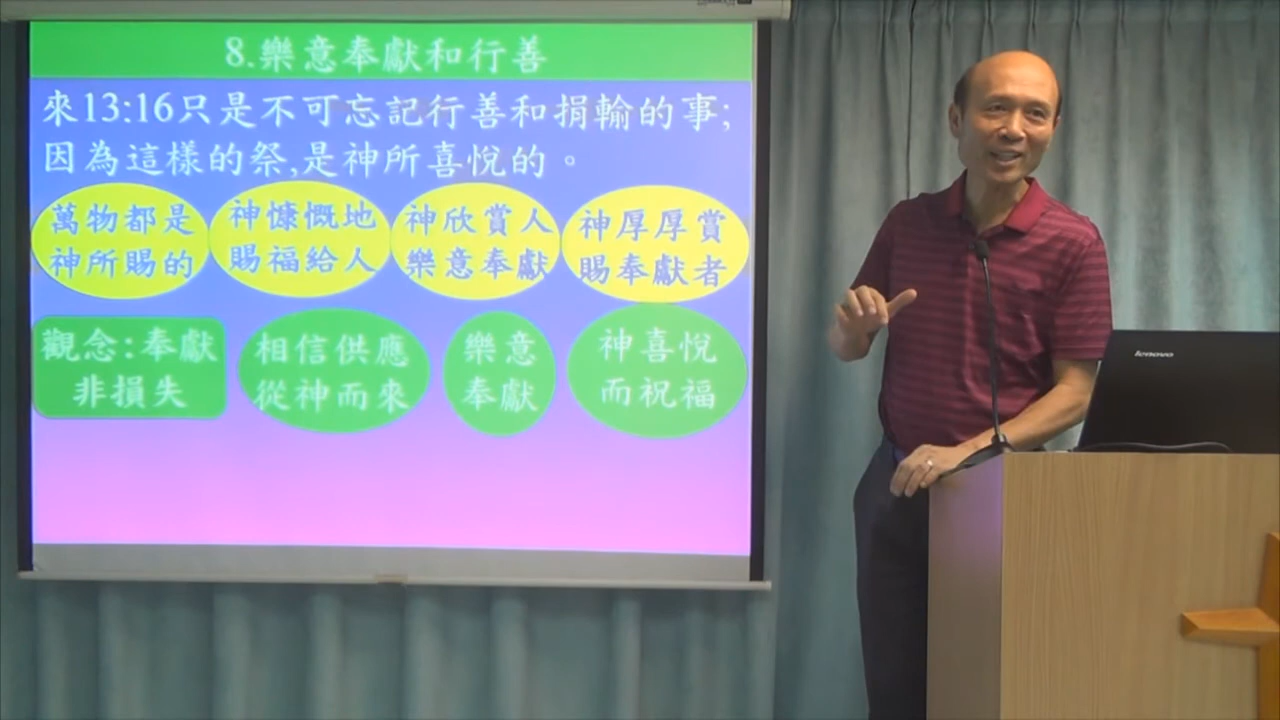 8.樂意奉獻和行善
來13:16只是不可忘記行善和捐輸的事;
因為這樣的祭,是神所喜悅的。
萬物都是
神所賜的
神慷慨地
賜福給人
神欣賞人
樂意奉獻
神厚厚賞
賜奉獻者
觀念:奉獻
非損失
相信供應
從神而來
樂意
奉獻
神喜悅
而祝福
lenovo